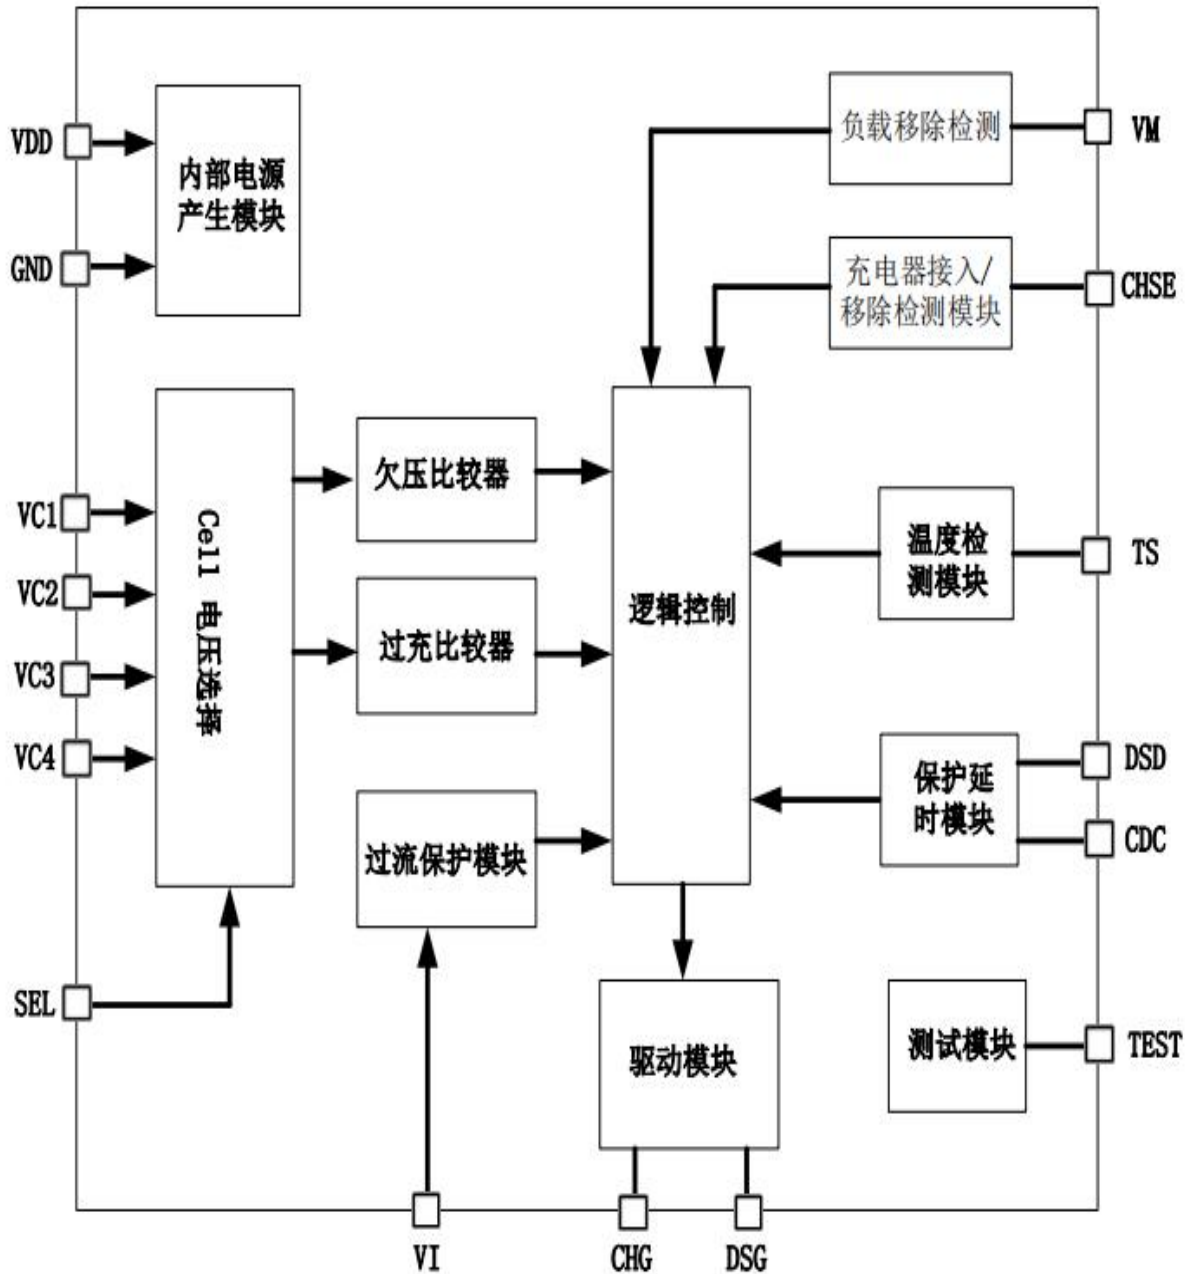 VDD
内部电源
产生模块
GND
负载移除检测
VM
充电器接入/
移除检测模块
CHSE
VC1
VC2
VC3
VC4
Cell 电压选择
欠压比较器
过充比较器
过流保护模块
逻辑控制
温度检
测模块
TS
保护延
时模块
DSD
CDC
SEL
驱动模块
测试模块
TEST
VI
CHG
DSG